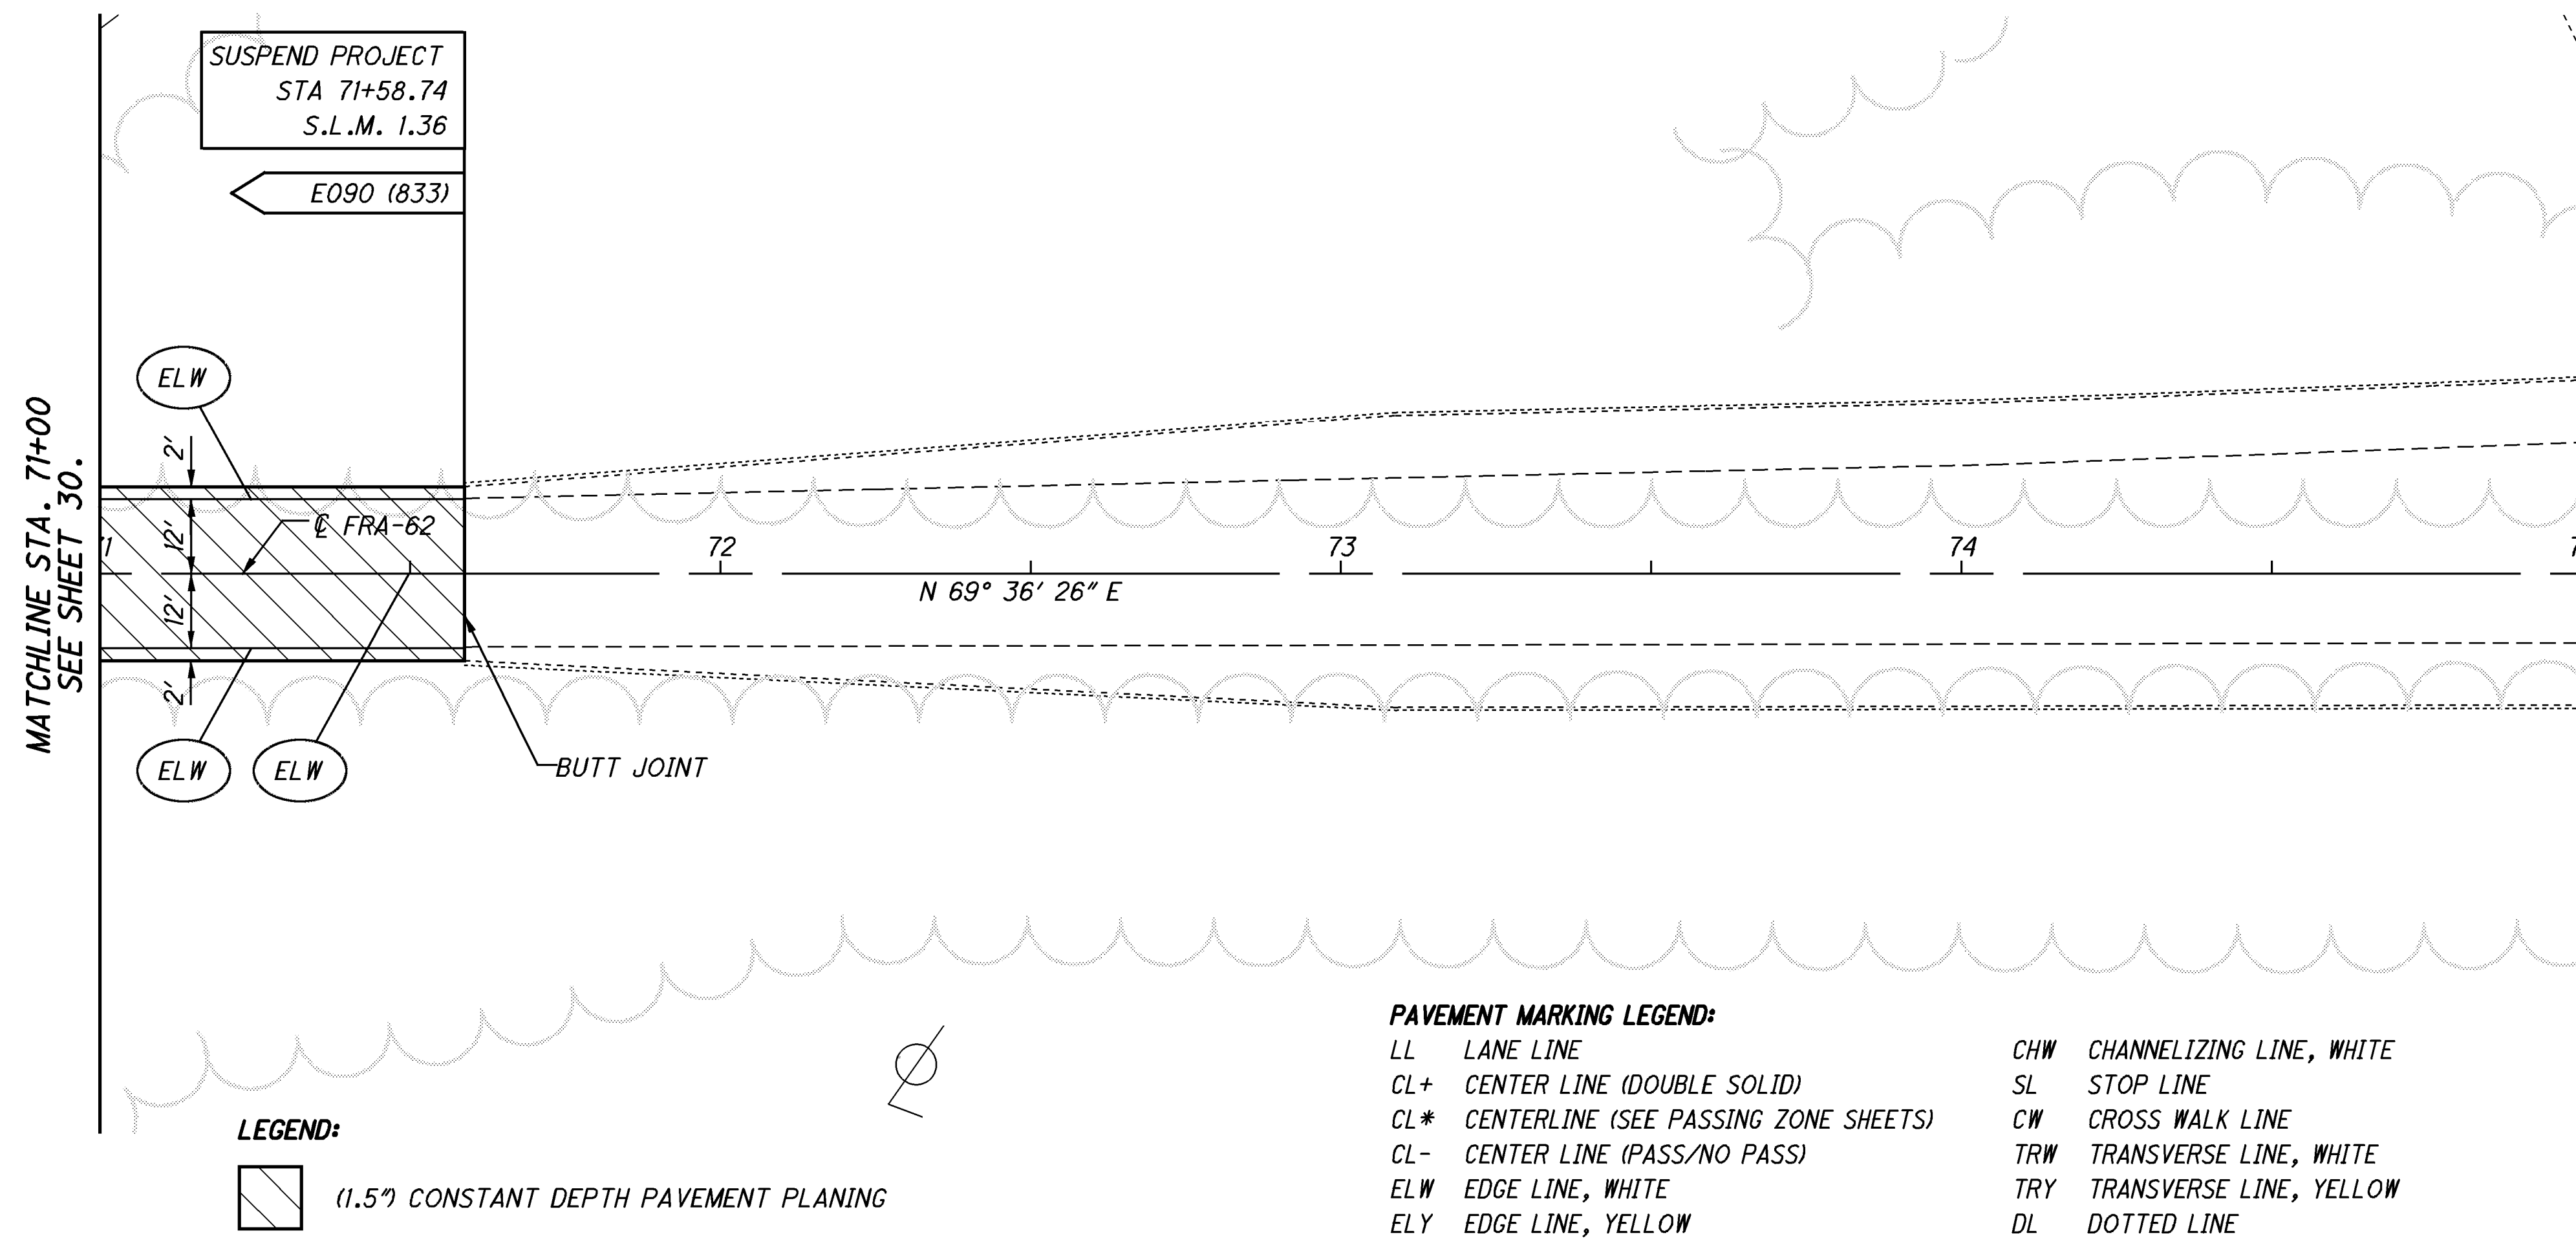 SUSPEND PROJECT
STA 71+58.74
S.L.M. 1.36
E090 (833)
MATCHLINE STA. 71+00
SEE SHEET 30.
ELW
2'
12'
℄ FRA-62
12'
2'
72
73
74
N 69° 36' 26" E
ELW
ELW
BUTT JOINT
LEGEND:
(1.5") CONSTANT DEPTH PAVEMENT PLANING
PAVEMENT MARKING LEGEND:
LL LANE LINE
CL+ CENTER LINE (DOUBLE SOLID)
CL* CENTERLINE (SEE PASSING ZONE SHEETS)
CL- CENTER LINE (PASS/NO PASS)
ELW EDGE LINE, WHITE
ELY EDGE LINE, YELLOW
CHW CHANNELIZING LINE, WHITE
SL STOP LINE
CW CROSS WALK LINE
TRW TRANSVERSE LINE, WHITE
TRY TRANSVERSE LINE, YELLOW
DL DOTTED LINE